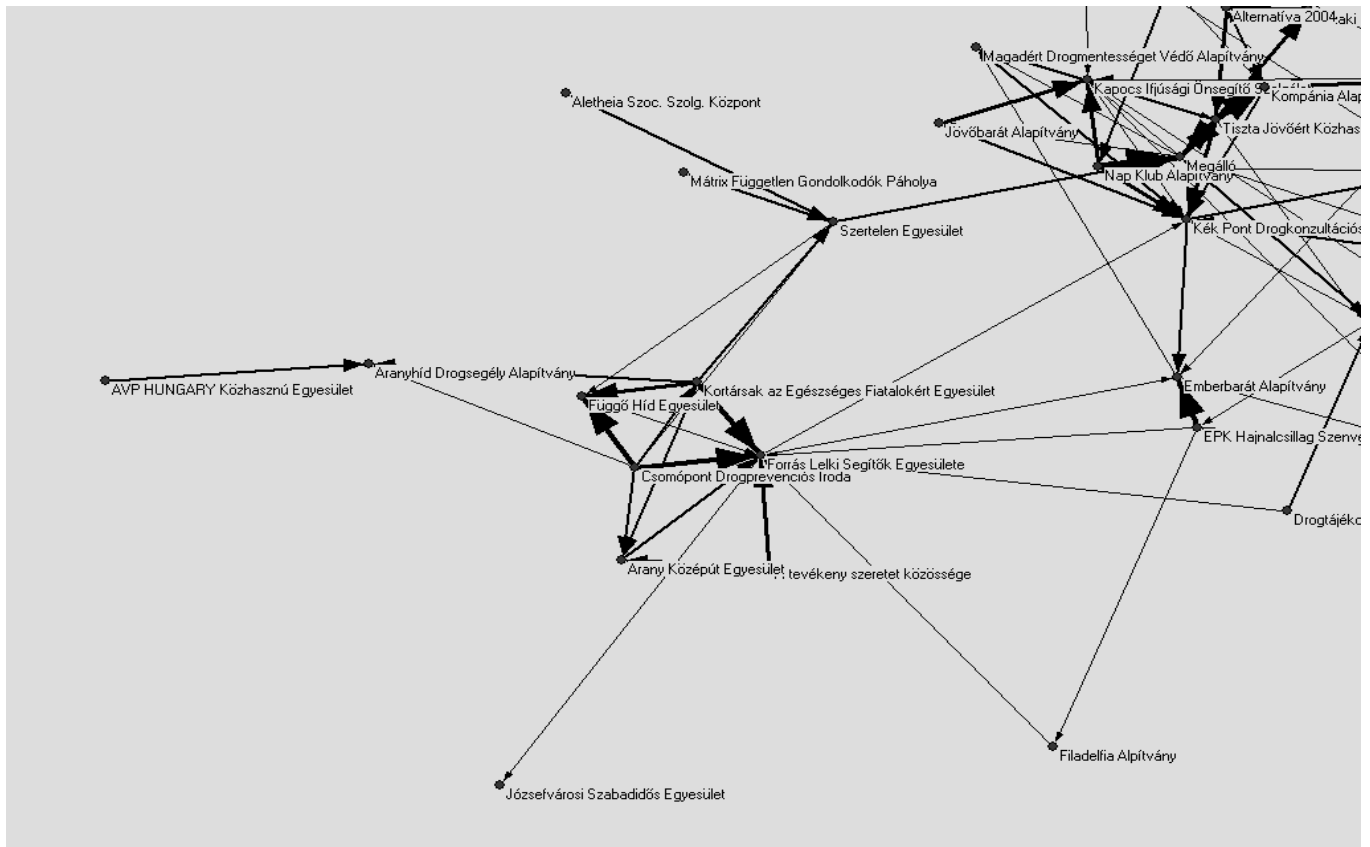 Alternatíva 2004
aki
Magadért Drogmentességet Védő Alapítvány
Kapocs Ifjúsági Önsegítő
Kompánia Alap
Aletheia Szoc. Szolg. Központ
Jövőbarát Alapítvány
Tiszta Jövőért Közhas
Megálló
Nap Klub Alapítvány
Mátrix Független Gondolkodók Páholya
Szertelen Egyesület
Kék Pont Drogkonzultációs
Aranyhíd Drogsegély Alapítvány
AVP HUNGARY Közhasznú Egyesület
Kortársak az Egészséges Fiatalokért Egyesület
Emberbarát Alapítvány
Függő Híd Egyesület
EPK Hajnalcsillag Szenve
Forrás Lelki Segítők Egyesülete
Csomópont Drogprevenciós Iroda
Drogtájéko
Arany Középút Egyesület
tevékeny szeretet közössége
Filadelfia Alpítvány
Józsefvárosi Szabadidős Egyesület